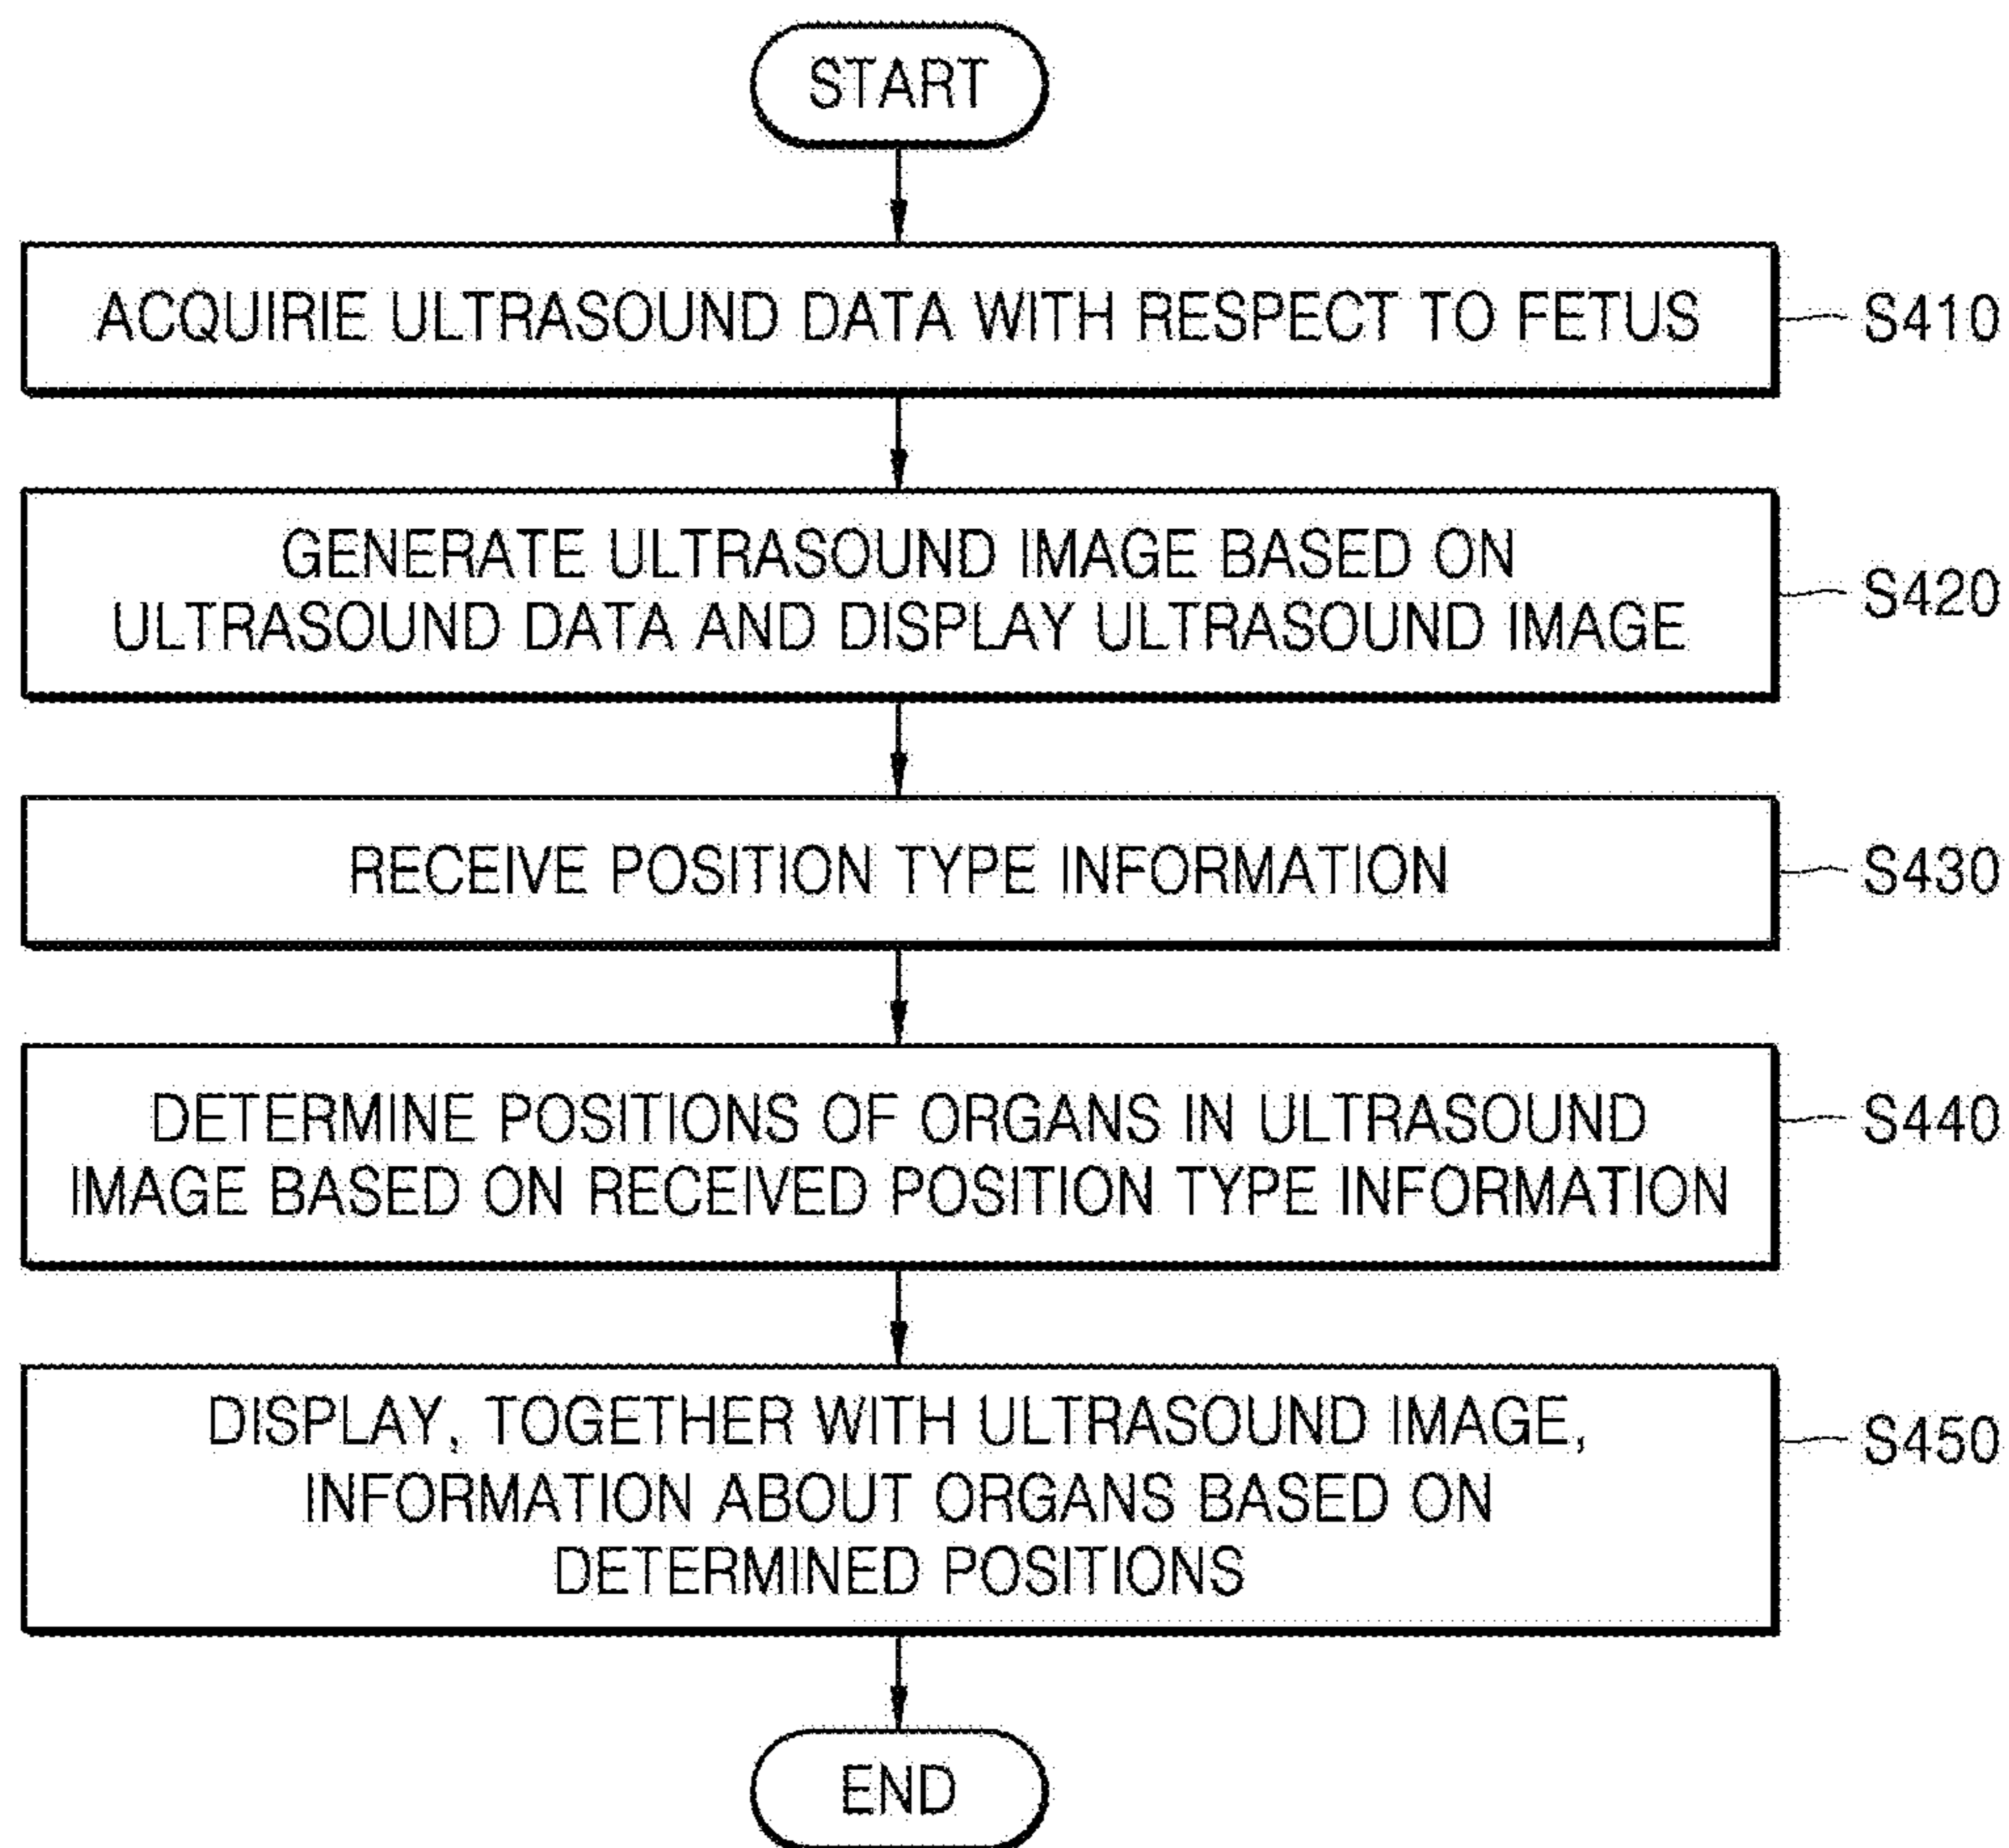 START
ACQUIRIE ULTRASOUND DATA WITH RESPECT TO FETUS
S410
GENERATE ULTRASOUND IMAGE BASED ON
ULTRASOUND DATA AND DISPLAY ULTRASOUND IMAGE
S420
RECEIVE POSITION TYPE INFORMATION
S430
DETERMINE POSITIONS OF ORGANS IN ULTRASOUND
IMAGE BASED ON RECEIVED POSITION TYPE INFORMATION
S440
DISPLAY, TOGETHER WITH ULTRASOUND IMAGE,
INFORMATION ABOUT ORGANS BASED ON
DETERMINED POSITIONS
S450
END